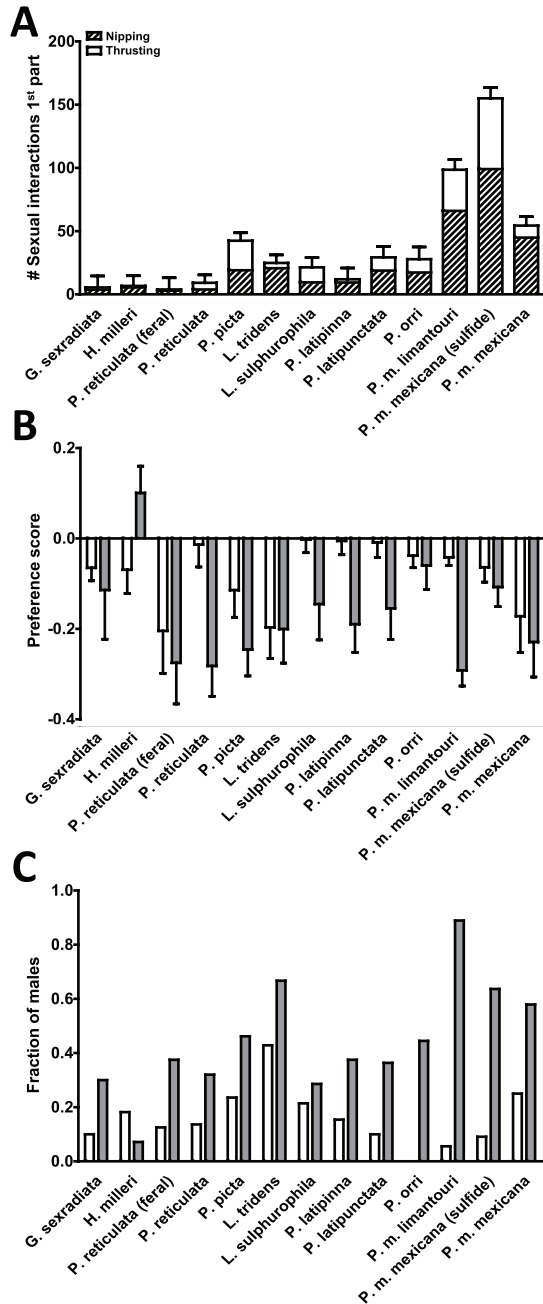 A
Nipping
Thrusting
# Sexual interactions 1st part
200
150
100
50
0
G. sexradiata
H. milleri
P. reticulata (feral)
P. reticulata
P. picta
L. tridens
L. sulphurophila
P. latipinna
P. latipunctata
P. orri
P. m. limantouri
P. m. mexicana (sulfide)
P. m. mexicana
B
Preference score
0.2
0.0
-0.2
-0.4
G. sexradiata
H. milleri
P. reticulata (feral)
P. reticulata
P. picta
L. tridens
L. sulphurophila
P. latipinna
P. latipunctata
P. orri
P. m. limantouri
P. m. mexicana (sulfide)
P. m. mexicana
C
Fraction of males
1.0
0.8
0.6
0.4
0.2
0.0
G. sexradiata
H. milleri
P. reticulata (feral)
P. reticulata
P. picta
L. tridens
L. sulphurophila
P. latipinna
P. latipunctata
P. orri
P. m. limantouri
P. m. mexicana (sulfide)
P. m. mexicana